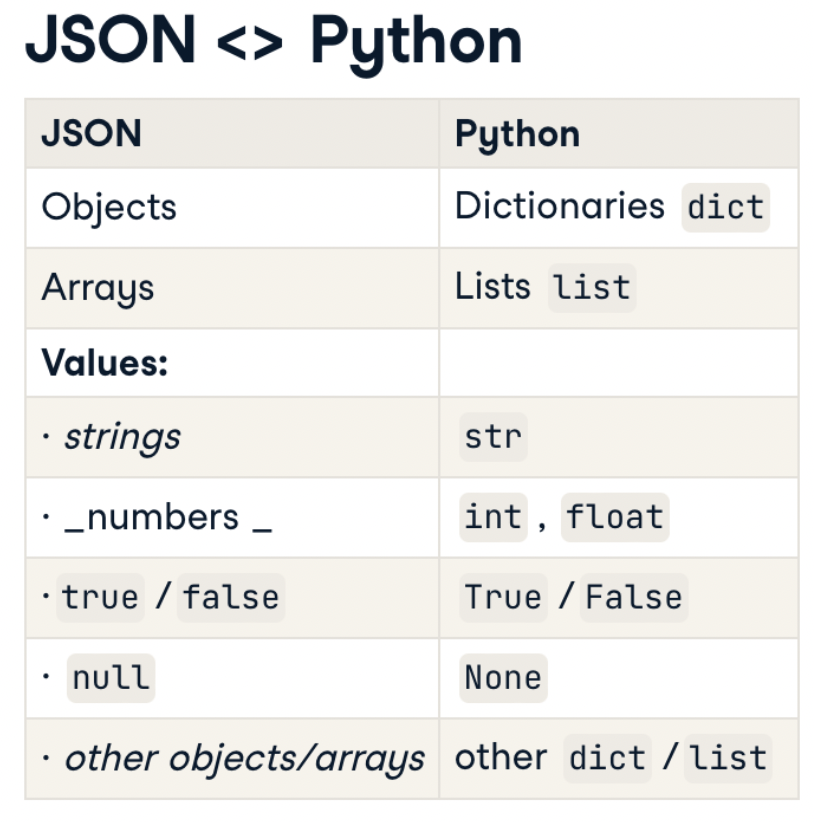 JSON <> Python
JSON Python
Objects Dictionaries dict
Arrays Lists list
Values:
· strings str
· _numbers _ int , float
· true / false True / False
· null None
· other objects/arrays other dict / list